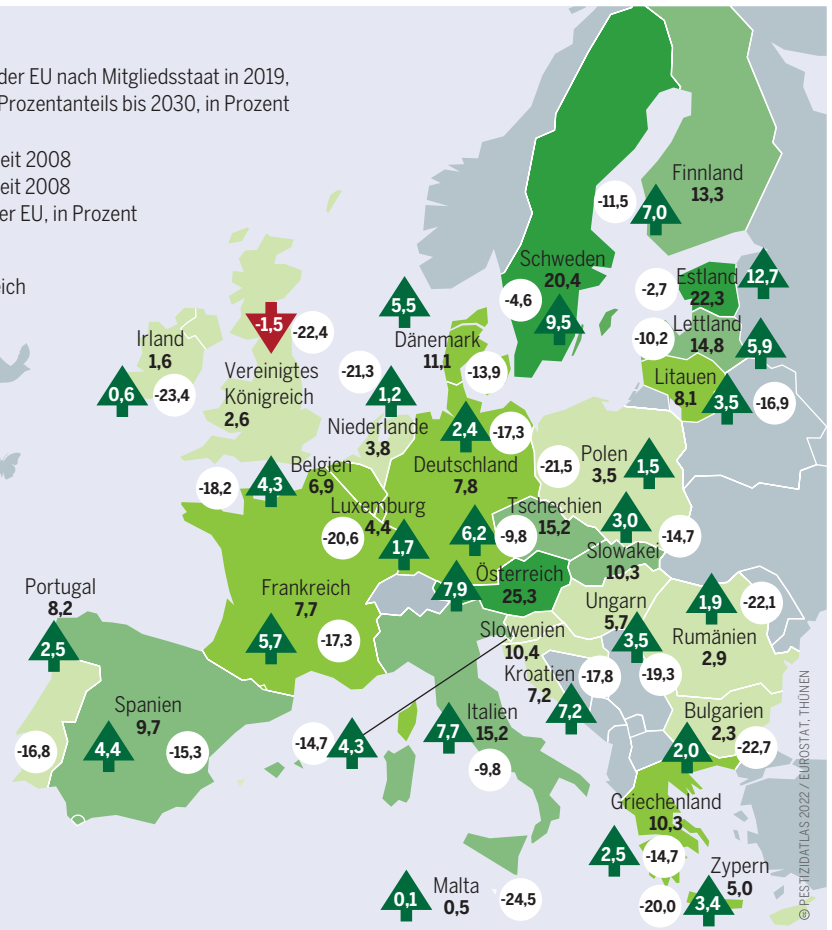 der EU nach Mitgliedsstaat in 2019,
Prozentanteils bis 2030, in Prozent
eit 2008
eit 2008
er EU, in Prozent
eich
Finnland
13,3
-11,5
7,0
Schweden
20,4
-4,6
9,5
Estland
22,3
-2,7
12,7
Lettland
14,8
-10,2
5,9
Litauen
8,1
3,5
-16,9
5,5
Dänemark
11,1
-13,9
Irland
1,6
0,6
-23,4
-1,5
-22,4
Vereinigtes
Königreich
2,6
-21,3
1,2
Niederlande
3,8
2,4
-17,3
Deutschland
7,8
Polen
3,5
-21,5
1,5
Belgien
6,9
-18,2
4,3
Luxemburg
4,4
-20,6
1,7
Tschechien
15,2
6,2
-9,8
3,0
-14,7
Slowakei
10,3
Österreich
25,3
7,9
Frankreich
7,7
5,7
-17,3
Ungarn
5,7
3,5
-19,3
1,9
-22,1
Rumänien
2,9
Portugal
8,2
2,5
-16,8
Spanien
9,7
4,4
-15,3
Slowenien
10,4
-14,7
4,3
Kroatien
7,2
-17,8
7,2
Italien
15,2
7,7
-9,8
Bulgarien
2,3
2,0
-22,7
Griechenland
10,3
2,5
-14,7
Zypern
5,0
-20,0
3,4
Malta
0,5
0,1
-24,5
PESTIZIDATLAS 2022 / EUROSTAT, THÜNEN